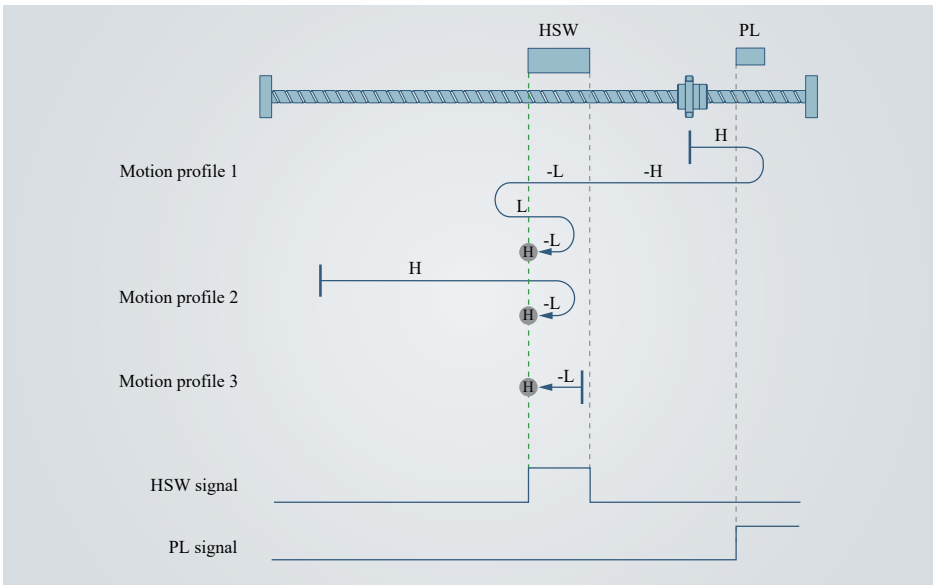 HSW PL
H
Motion profile 1
-L -H
L
H -L
H
Motion profile 2
H -L
Motion profile 3
H -L
HSW signal
PL signal